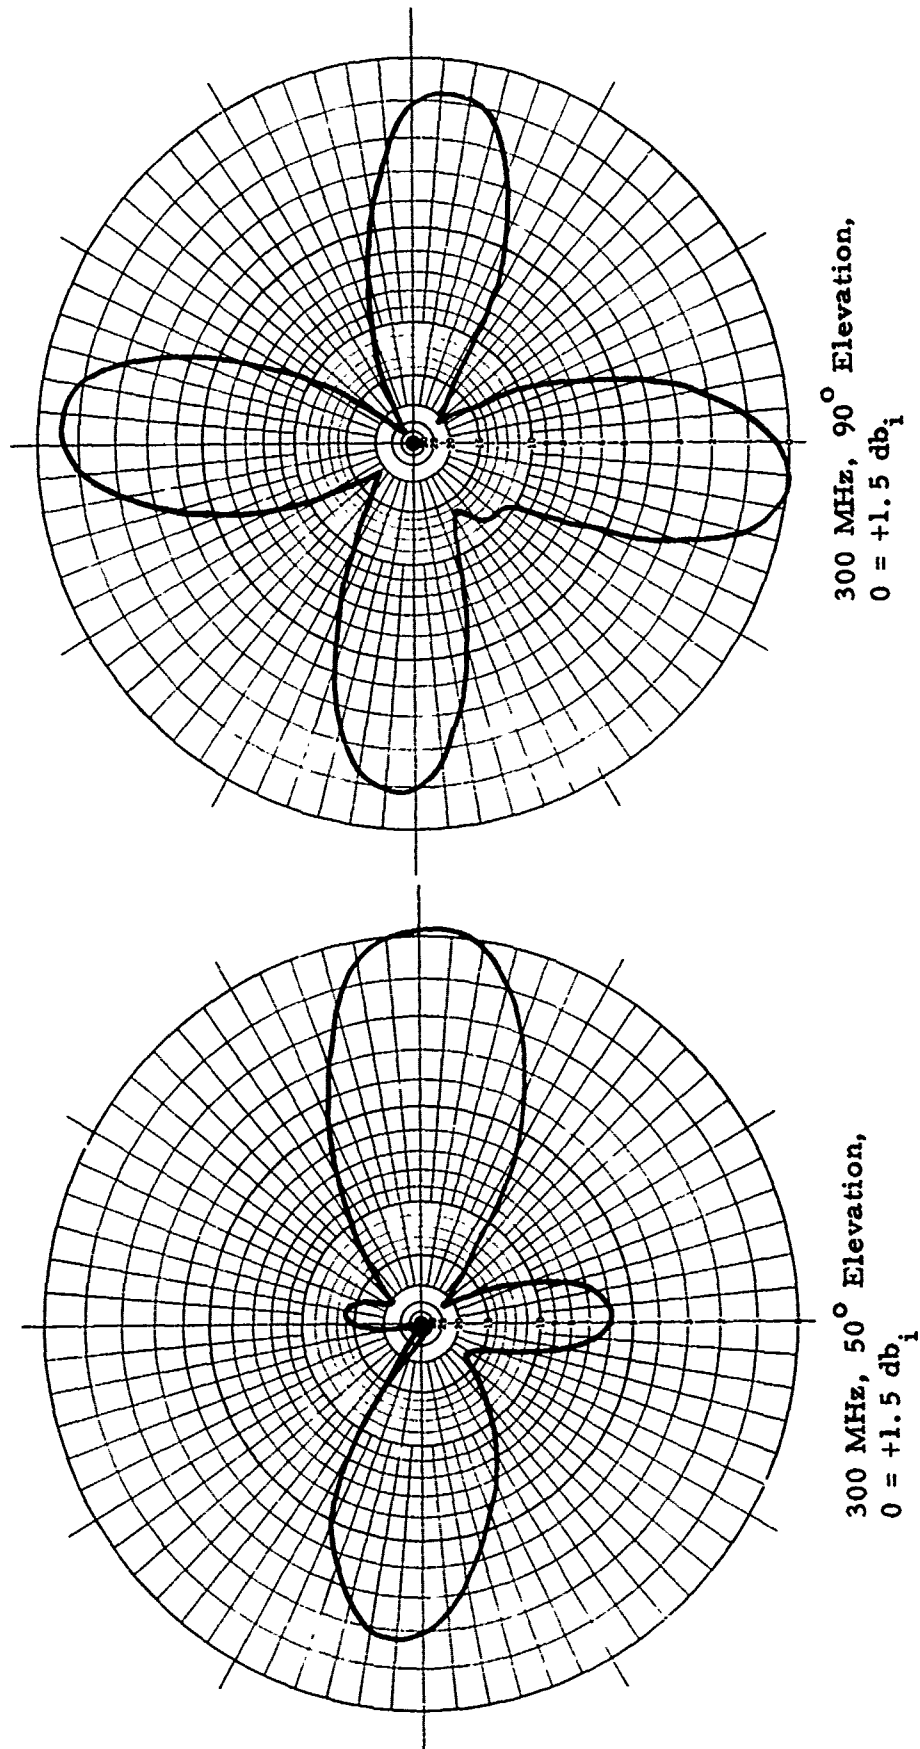 300 MHz, 50° Elevation,
0 = +1.5 db_i
300 MHz, 90° Elevation,
0 = +1.5 db_i